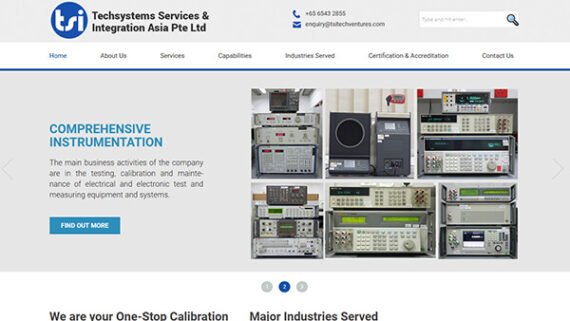 tsi
Techsystems Services &
Integration Asia Pte Ltd
+65 6543 2855
enquiry@tsitechventures.com
Type and hit enter...
Home
About Us
Services
Capabilities
Industries Served
Certification & Accreditation
Contact Us
COMPREHENSIVE
INSTRUMENTATION
The main business activities of the company
are in the testing, calibration and mainte-
nance of electrical and electronic test and
measuring equipment and systems.
FIND OUT MORE
1
2
3
We are your One-Stop Calibration
Major Industries Served